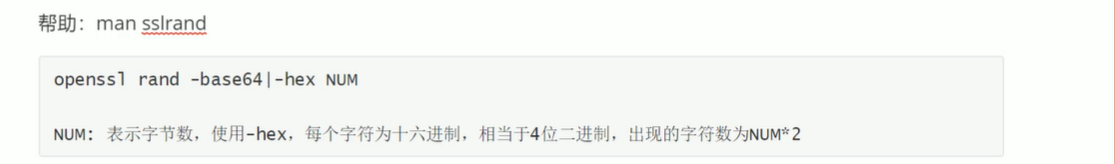 帮助：man sslrand
openssl rand -base64|-hex NUM
NUM: 表示字节数，使用-hex，每个字符为十六进制，相当于4位二进制，出现的字符数为NUM*2